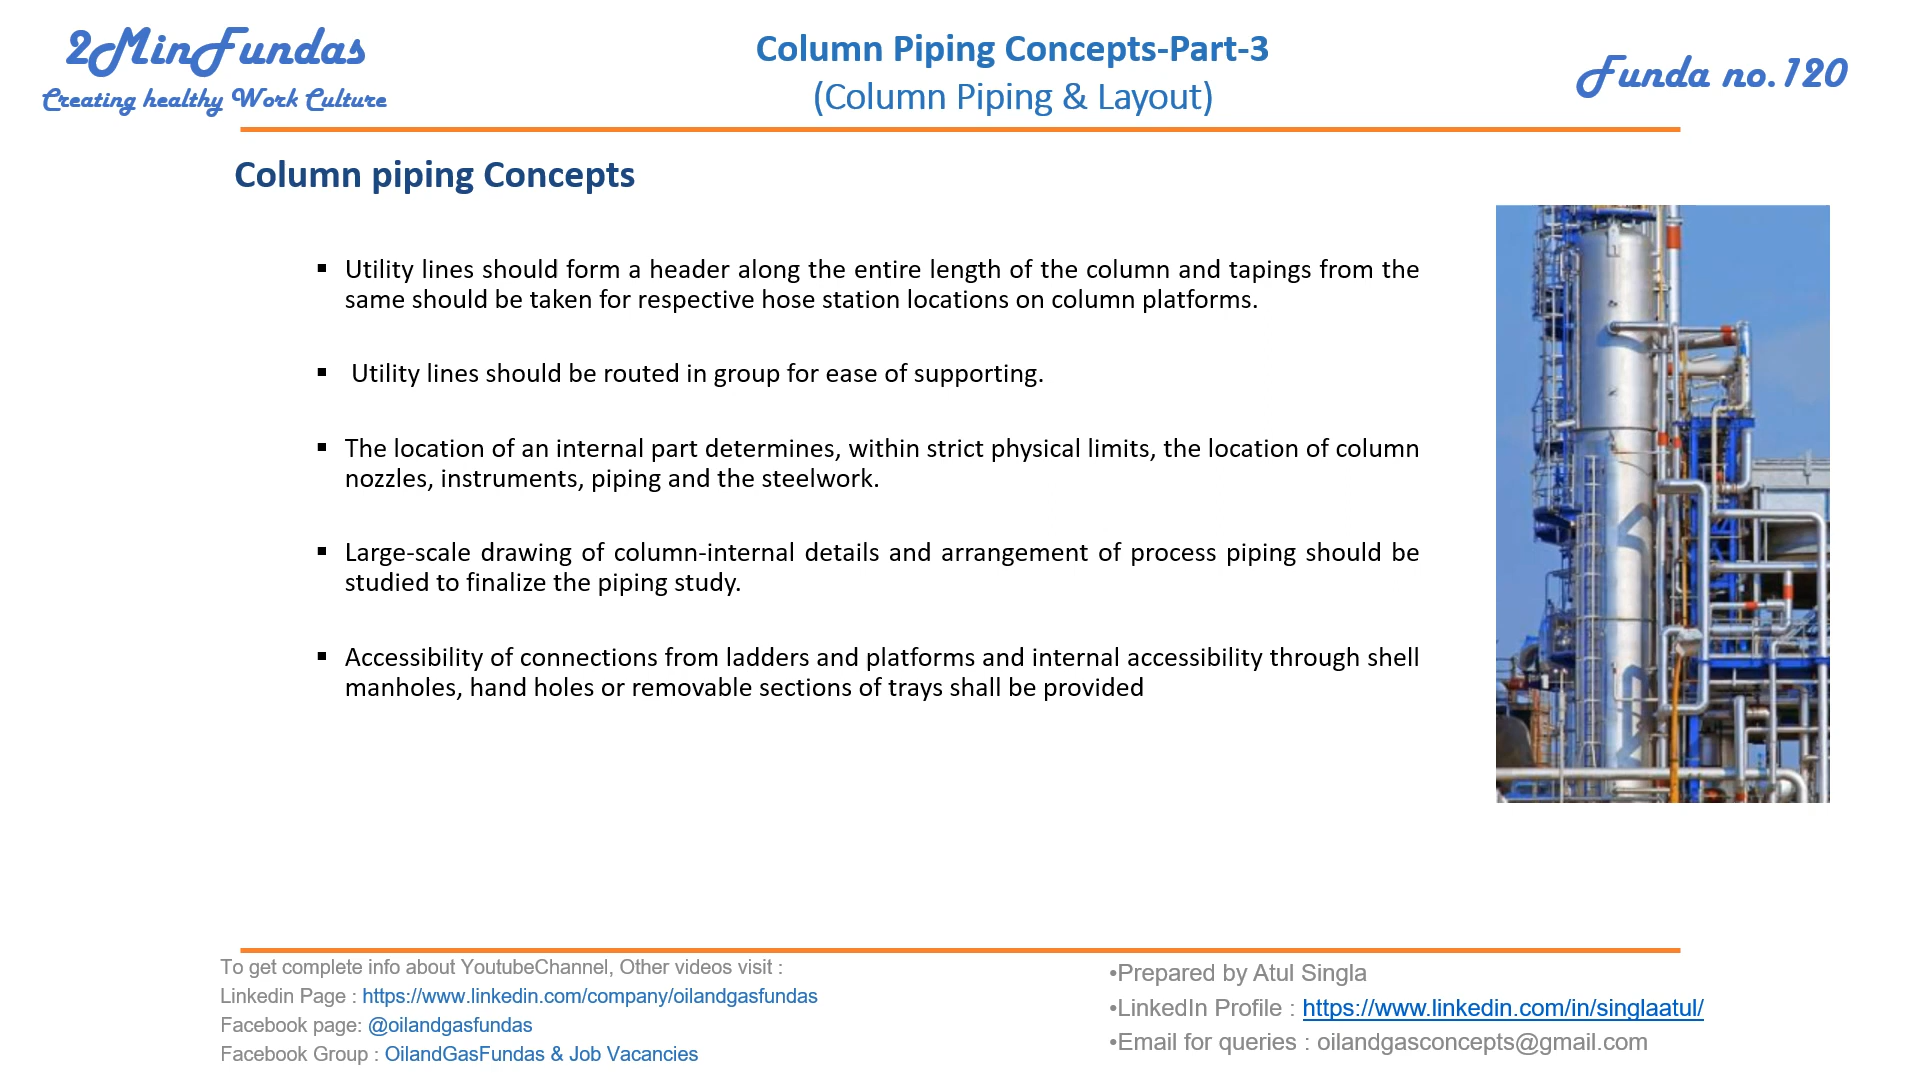 2MinFundas
Creating healthy Work Culture
Column Piping Concepts-Part-3
(Column Piping & Layout)
Funda no.120
Column piping Concepts
▪ Utility lines should form a header along the entire length of the column and tapings from the
same should be taken for respective hose station locations on column platforms.
▪ Utility lines should be routed in group for ease of supporting.
▪ The location of an internal part determines, within strict physical limits, the location of column
nozzles, instruments, piping and the steelwork.
▪ Large-scale drawing of column-internal details and arrangement of process piping should be
studied to finalize the piping study.
▪ Accessibility of connections from ladders and platforms and internal accessibility through shell
manholes, hand holes or removable sections of trays shall be provided
To get complete info about YoutubeChannel, Other videos visit :
Linkedin Page : https://www.linkedin.com/company/oilandgasfundas
Facebook page: @oilandgasfundas
Facebook Group : OilandGasFundas & Job Vacancies
•Prepared by Atul Singla
•LinkedIn Profile : https://www.linkedin.com/in/singlaatul/
•Email for queries : oilandgasconcepts@gmail.com